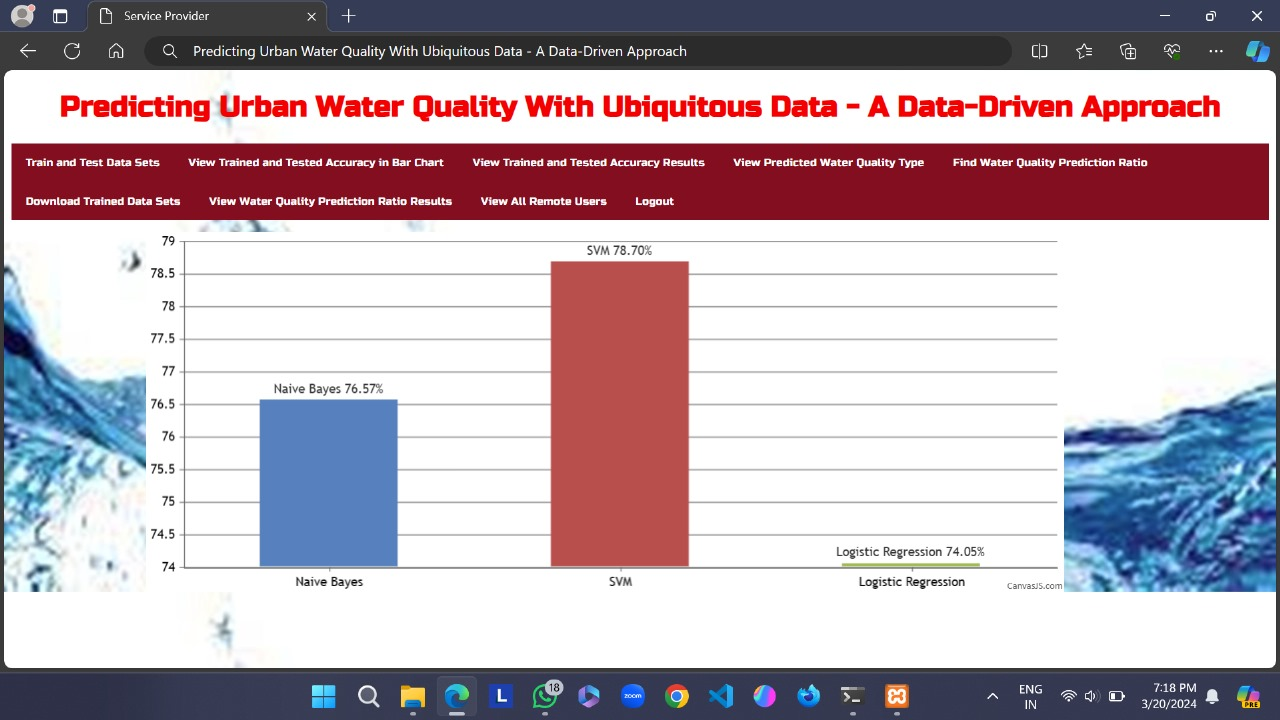 Service Provider
Predicting Urban Water Quality With Ubiquitous Data - A Data-Driven Approach
Predicting Urban Water Quality With Ubiquitous Data - A Data-Driven Approach
Train and Test Data Sets View Trained and Tested Accuracy in Bar Chart View Trained and Tested Accuracy Results View Predicted Water Quality Type Find Water Quality Prediction Ratio
Download Trained Data Sets View Water Quality Prediction Ratio Results View All Remote Users Logout
79
SVM 78.70%
78.5
78
77.5
77
Naive Bayes 76.57%
76.5
76
75.5
75
74.5
Logistic Regression 74.05%
74
Naive Bayes SVM Logistic Regression
CanvasJS.com
L
18
zoom
ENG
IN
7:18 PM
3/20/2024
PRE